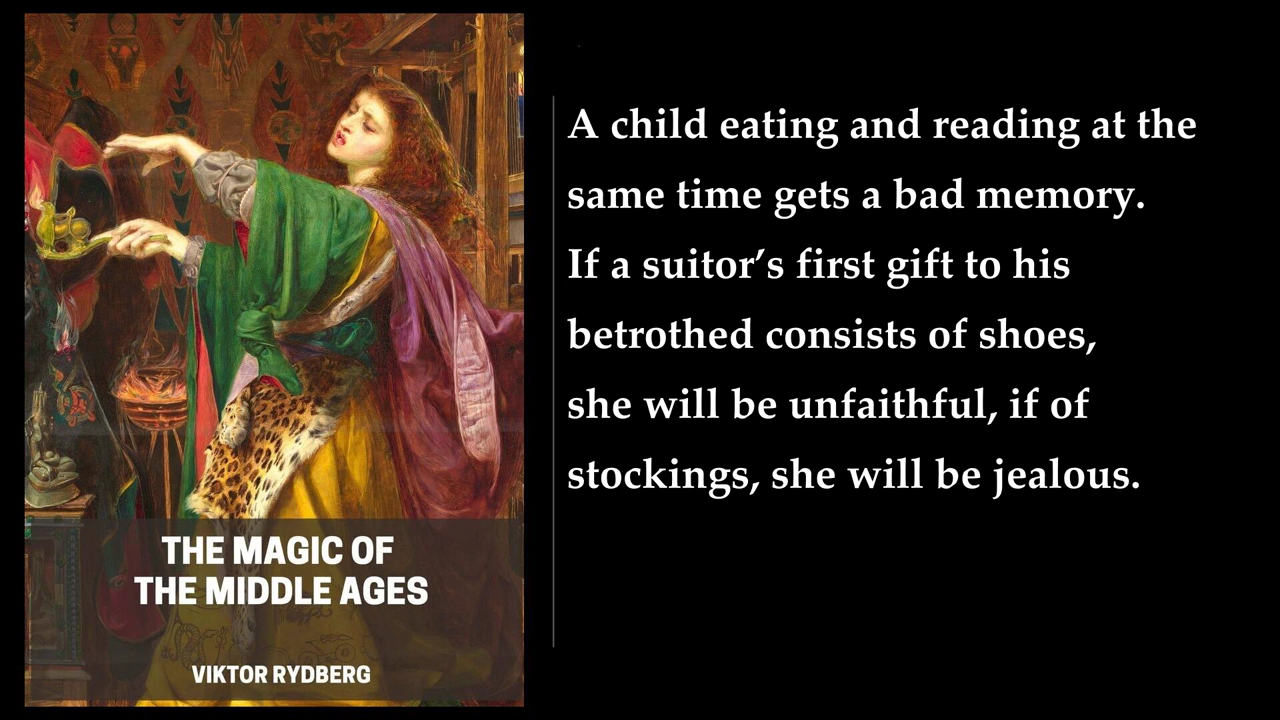 A child eating and reading at the
same time gets a bad memory.
If a suitor’s first gift to his
betrothed consists of shoes,
she will be unfaithful, if of
stockings, she will be jealous.
THE MAGIC OF
THE MIDDLE AGES
VIKTOR RYDBERG